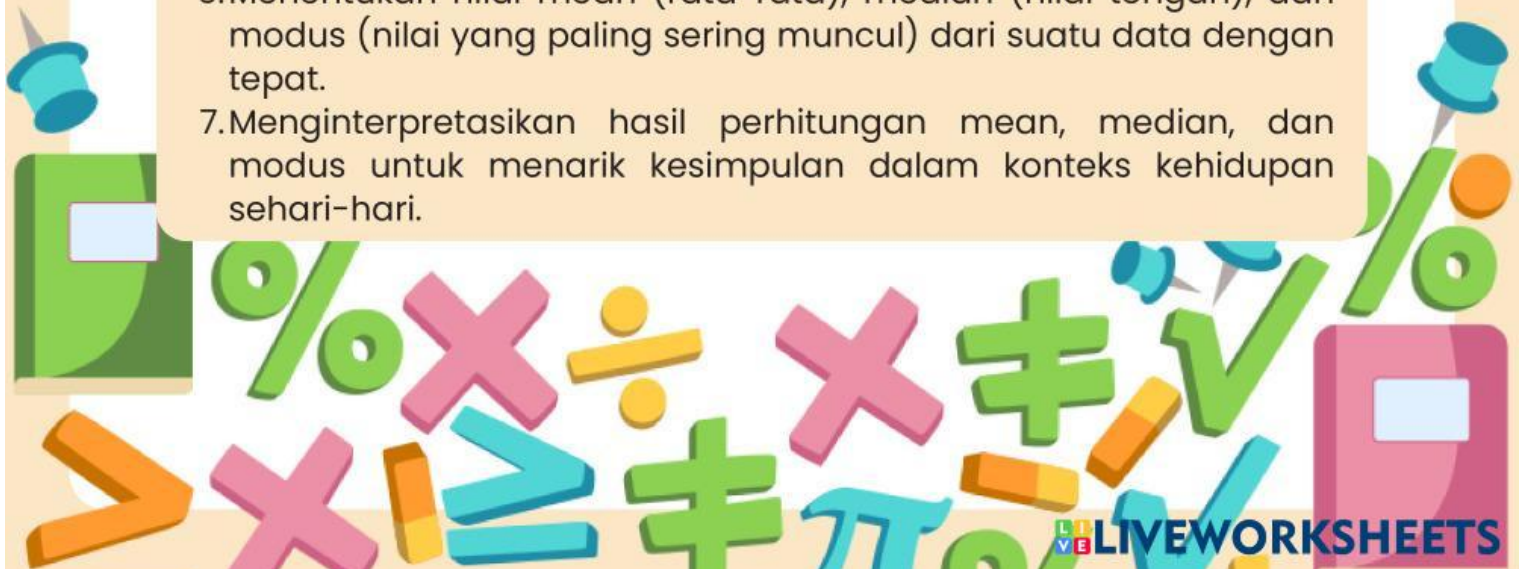 modus (nilai yang paling sering muncul) dari suatu data dengan
tepat.
7. Menginterpretasikan hasil perhitungan mean, median, dan
modus untuk menarik kesimpulan dalam konteks kehidupan
sehari-hari.
LIVE LIVEWORKSHEETS